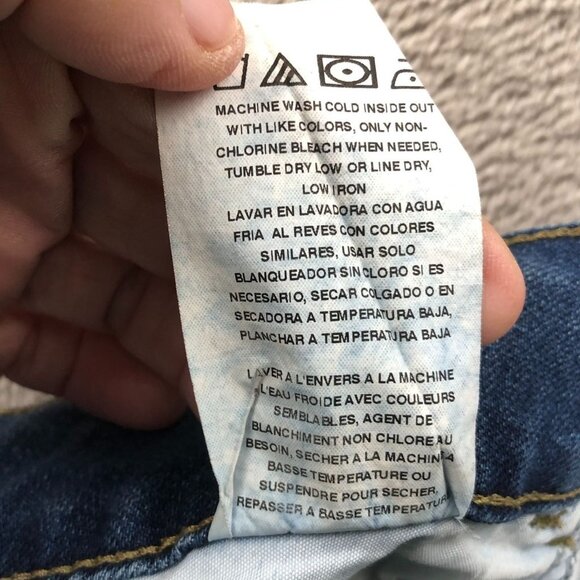 MACHINE WASH COLD INSIDE OUT
WITH LIKE COLORS, ONLY NON-
CHLORINE BLEACH WHEN NEEDED,
TUMBLE DRY LOW OR LINE DRY,
LOW IRON
LAVAR EN LAVADORA CON AGUA
FRIA AL REVES CON COLORES
SIMILARES, USAR SOLO
BLANQUEADOR SIN CLORO SI ES
NECESARIO, SECAR COLGADO O EN
SECADORA A TEMPERATURA BAJA,
PLANCHAR A TEMPERATURA BAJA
LAVER A L'ENVERS A LA MACHINE
A L'EAU FROIDE AVEC COULEURS
SEMBLABLES, AGENT DE
BLANCHIMENT NON CHLORE AU
BESOIN, SECHER A LA MACHINE A
BASSE TEMPERATURE OU
SUSPENDRE POUR SECHER,
REPASSER A BASSE TEMPERATURE